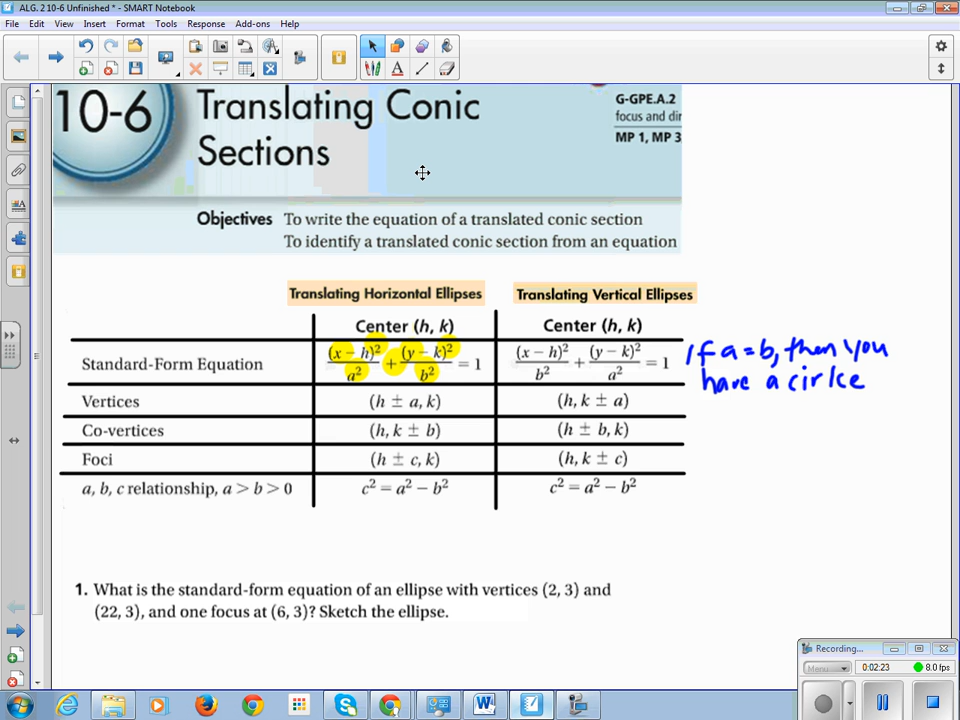 ALG. 2 10-6 Unfinished * - SMART Notebook
File Edit View Insert Format Tools Response Add-ons Help
10-6 Translating Conic
Sections
G-GPE.A.2
focus and dir
MP 1, MP 3
Objectives To write the equation of a translated conic section
To identify a translated conic section from an equation
Translating Horizontal Ellipses Translating Vertical Ellipses
Center (h, k) Center (h, k)
Standard-Form Equation (x − h)²/a² + (y − k)²/b² = 1 (x − h)²/b² + (y − k)²/a² = 1
If a = b, then you
have a cirlce
Vertices (h ± a, k) (h, k ± a)
Co-vertices (h, k ± b) (h ± b, k)
Foci (h ± c, k) (h, k ± c)
a, b, c relationship, a > b > 0 c² = a² − b² c² = a² − b²
1. What is the standard-form equation of an ellipse with vertices (2, 3) and
(22, 3), and one focus at (6, 3)? Sketch the ellipse.
Recording...
Menu 0:02:23 8.0 fps